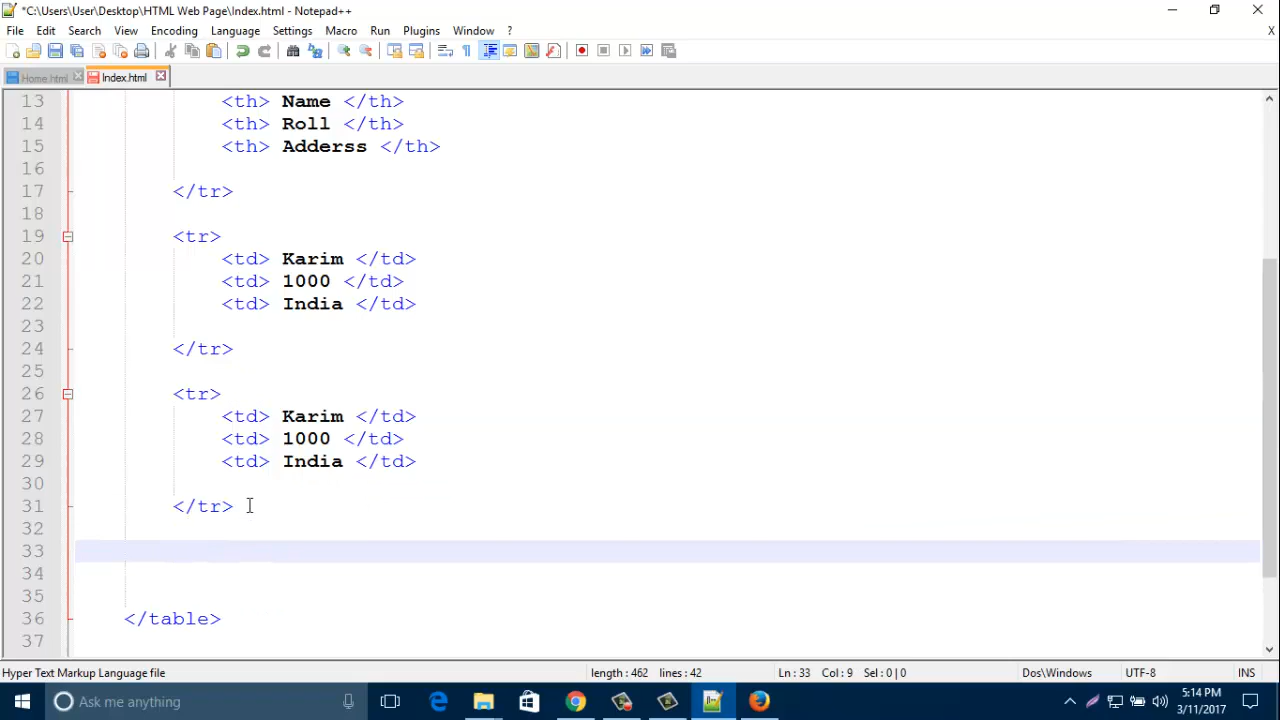 *C:\Users\User\Desktop\HTML Web Page\Index.html - Notepad++
File Edit Search View Encoding Language Settings Macro Run Plugins Window ? X
Home.html Index.html
13 <th> Name </th>
14 <th> Roll </th>
15 <th> Adderss </th>
16
17 </tr>
18
19 <tr>
20 <td> Karim </td>
21 <td> 1000 </td>
22 <td> India </td>
23
24 </tr>
25
26 <tr>
27 <td> Karim </td>
28 <td> 1000 </td>
29 <td> India </td>
30
31 </tr>
32
33
34
35
36 </table>
37
Hyper Text Markup Language file length : 462 lines : 42 Ln : 33 Col : 9 Sel : 0 | 0 Dos\Windows UTF-8 INS
Ask me anything
5:14 PM
3/11/2017